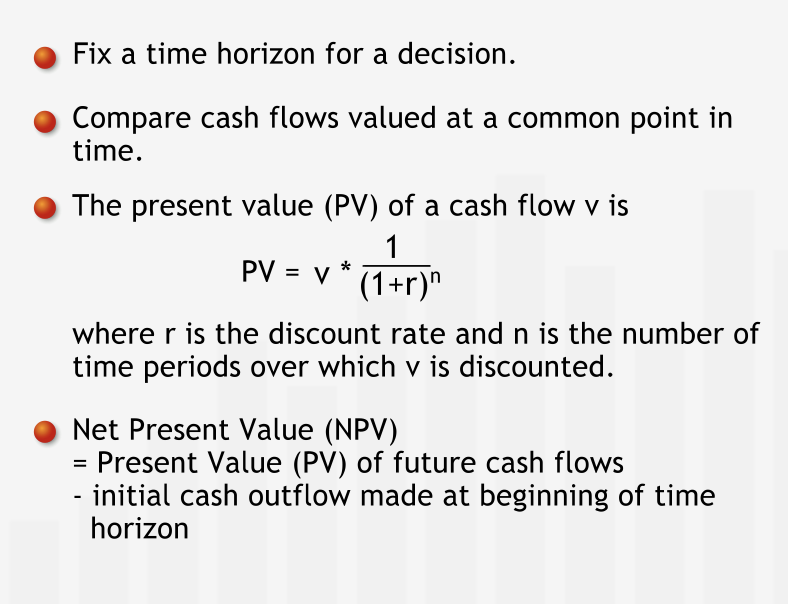 Fix a time horizon for a decision.
Compare cash flows valued at a common point in
time.
The present value (PV) of a cash flow v is
PV = v * 1
(1+r)n
where r is the discount rate and n is the number of
time periods over which v is discounted.
Net Present Value (NPV)
= Present Value (PV) of future cash flows
- initial cash outflow made at beginning of time
horizon